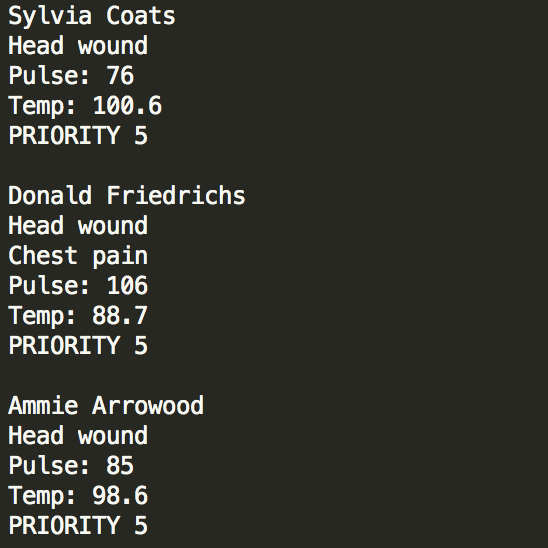 Sylvia Coats
Head wound
Pulse: 76
Temp: 100.6
PRIORITY 5
Donald Friedrichs
Head wound
Chest pain
Pulse: 106
Temp: 88.7
PRIORITY 5
Ammie Arrowood
Head wound
Pulse: 85
Temp: 98.6
PRIORITY 5